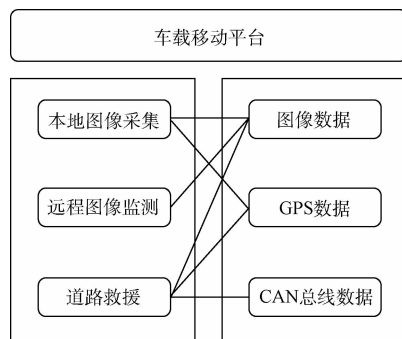 车载移动平台
本地图像采集
图像数据
远程图像监测
GPS数据
道路救援
CAN总线数据